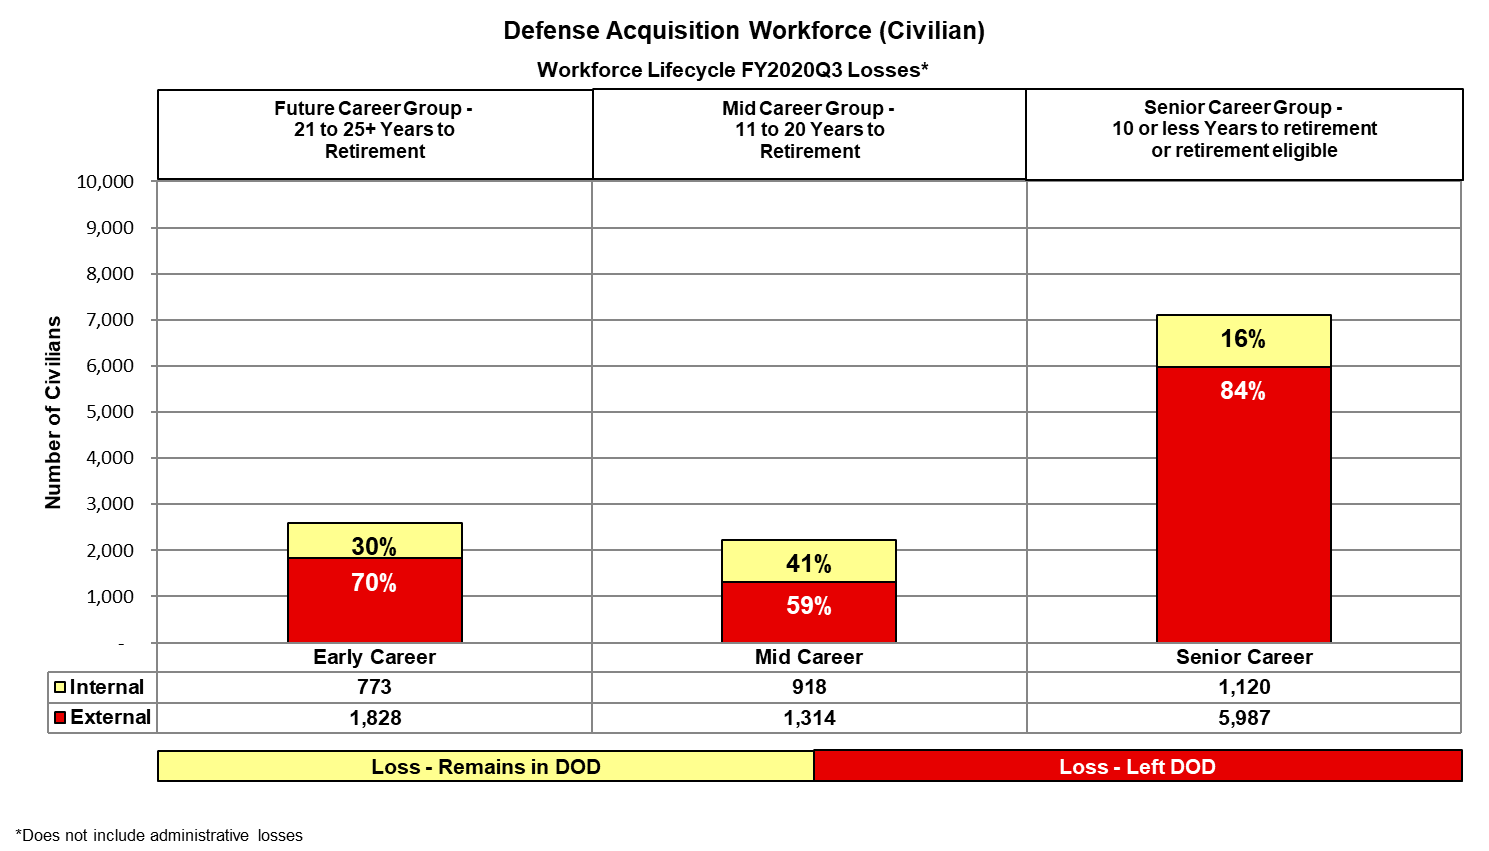 Defense Acquisition Workforce (Civilian)
Workforce Lifecycle FY2020Q3 Losses*
Future Career Group -
21 to 25+ Years to
Retirement
Mid Career Group -
11 to 20 Years to
Retirement
Senior Career Group -
10 or less Years to retirement
or retirement eligible
Number of Civilians
10,000
9,000
8,000
7,000
6,000
5,000
4,000
3,000
2,000
1,000
-
30%
70%
41%
59%
16%
84%
Early Career Mid Career Senior Career
Internal 773 918 1,120
External 1,828 1,314 5,987
Loss - Remains in DOD Loss - Left DOD
*Does not include administrative losses